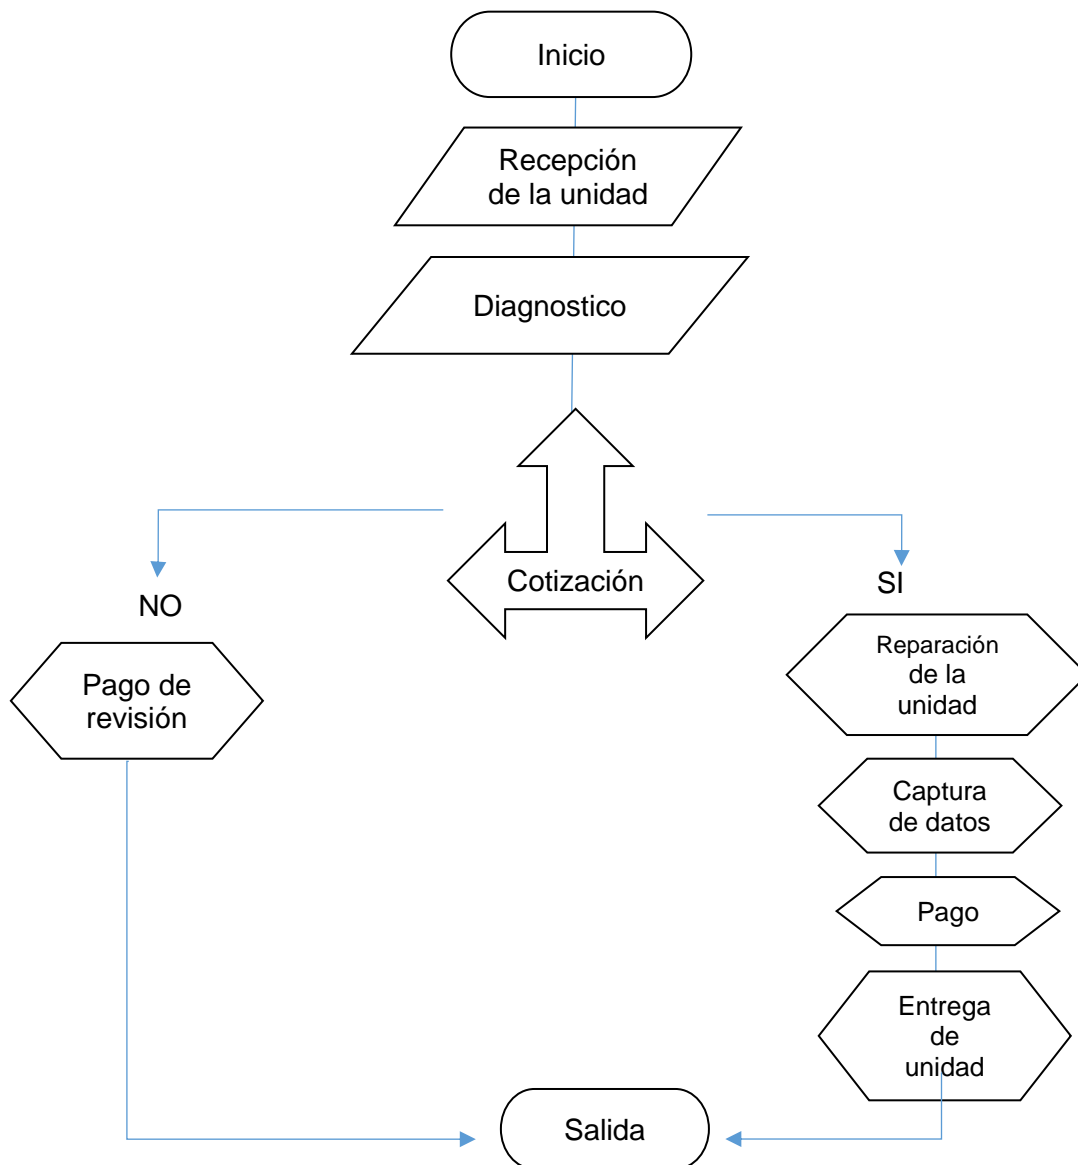 Inicio
Recepción
de la unidad
Diagnostico
Cotización
NO
SI
Pago de
revisión
Reparación
de la
unidad
Captura
de datos
Pago
Entrega
de
unidad
Salida